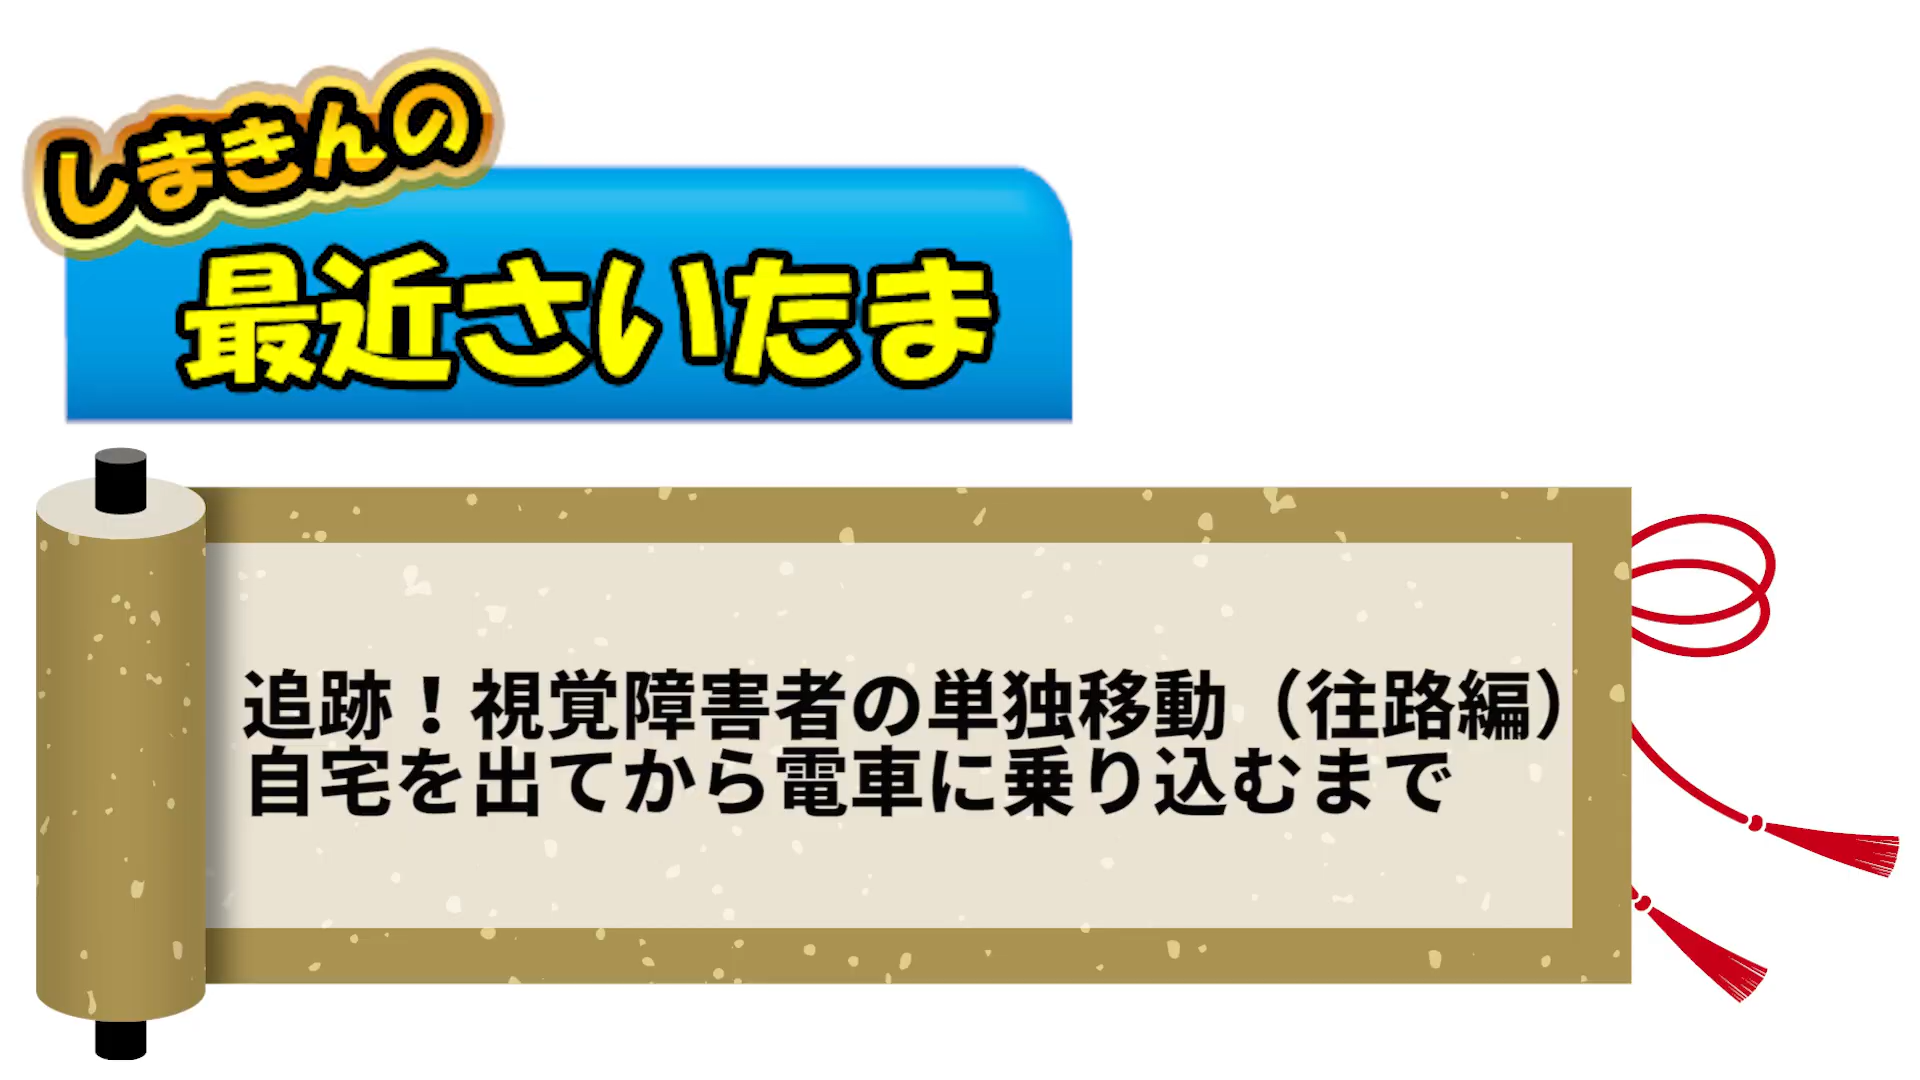 しまきんの
最近さいたま
追跡！視覚障害者の単独移動（往路編）
自宅を出てから電車に乗り込むまで